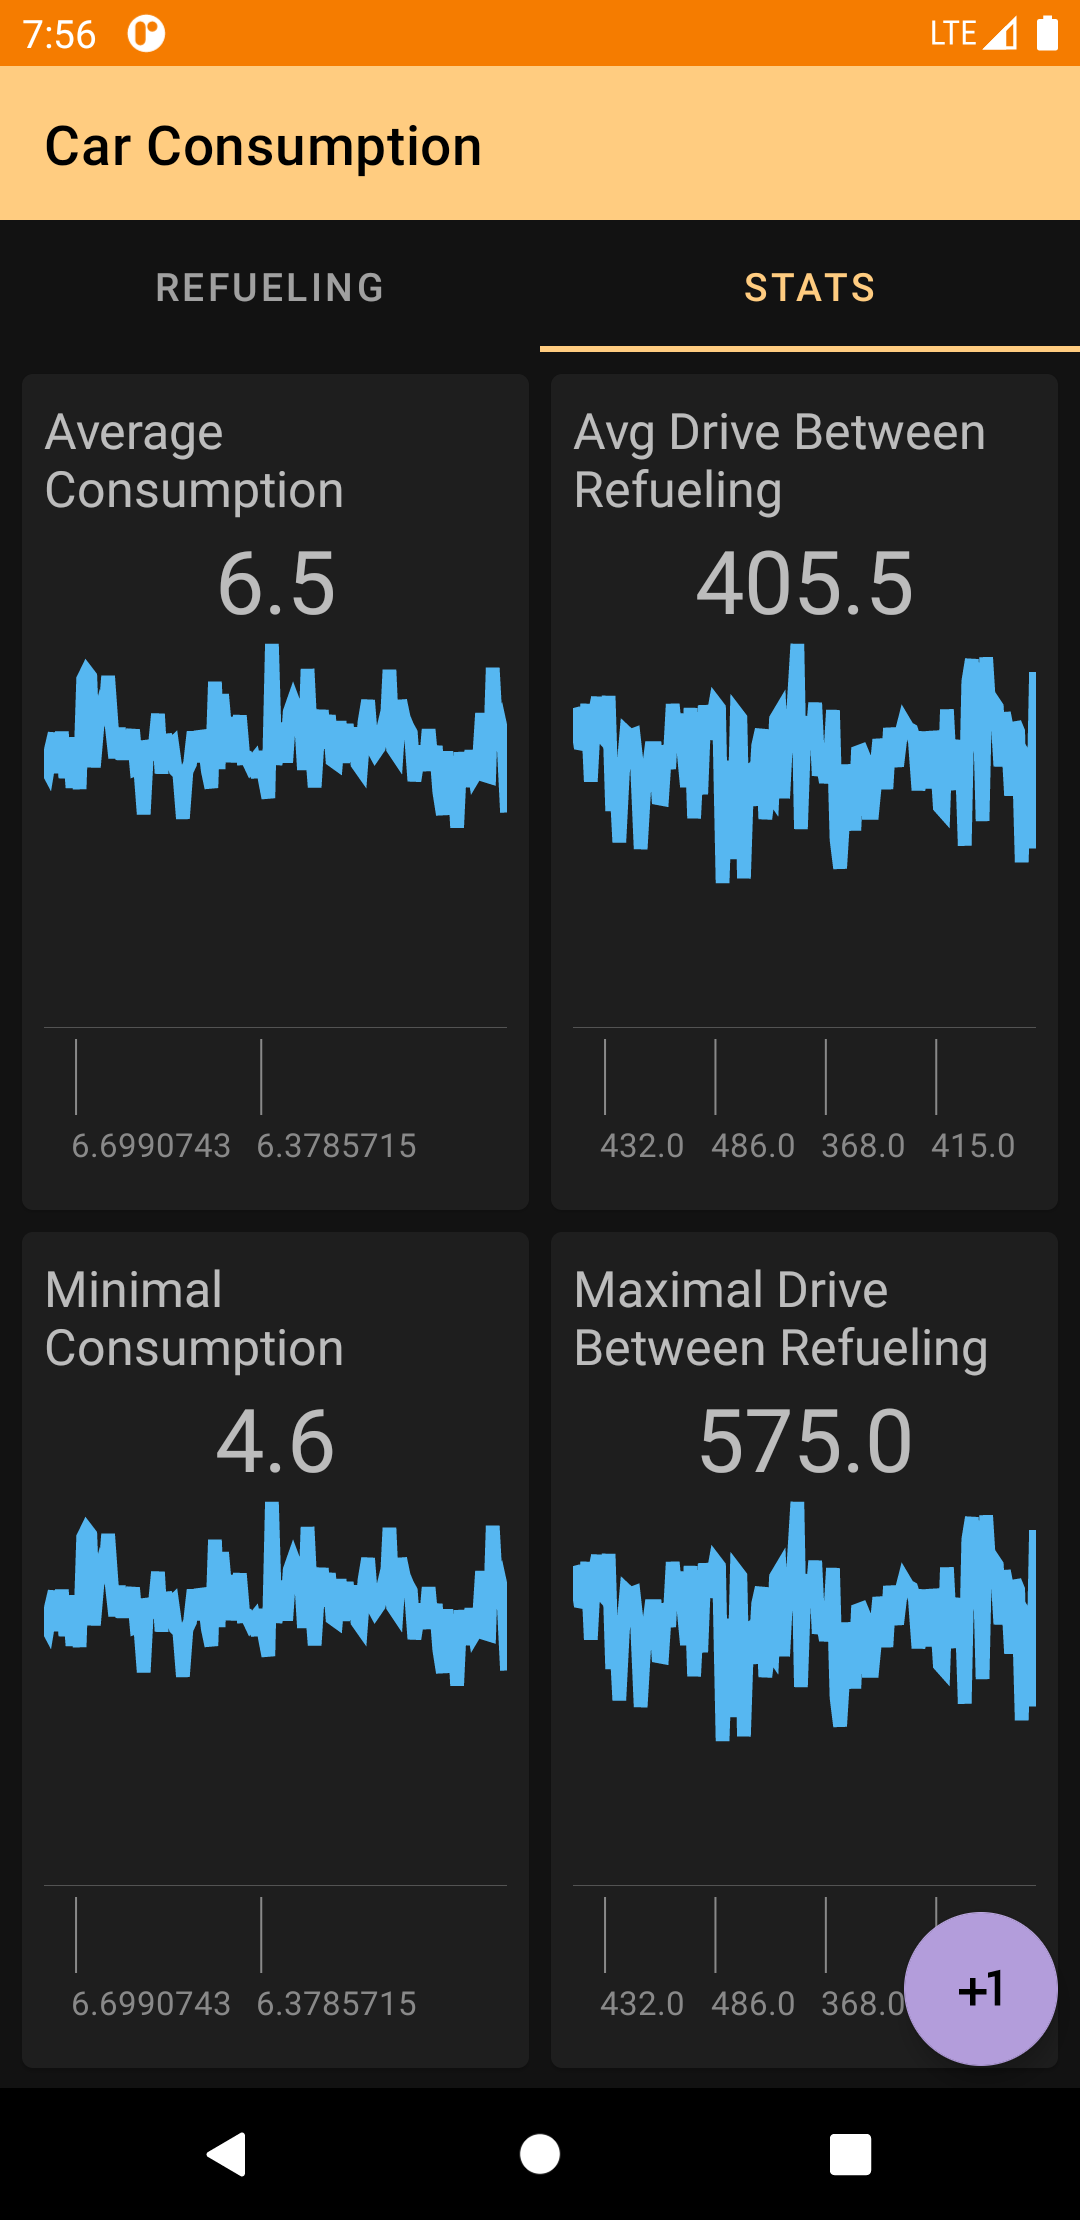 7:56
LTE
Car Consumption
REFUELING
STATS
Average
Consumption
6.5
6.6990743 6.3785715
Avg Drive Between
Refueling
405.5
432.0 486.0 368.0 415.0
Minimal
Consumption
4.6
6.6990743 6.3785715
Maximal Drive
Between Refueling
575.0
432.0 486.0 368.0
+1